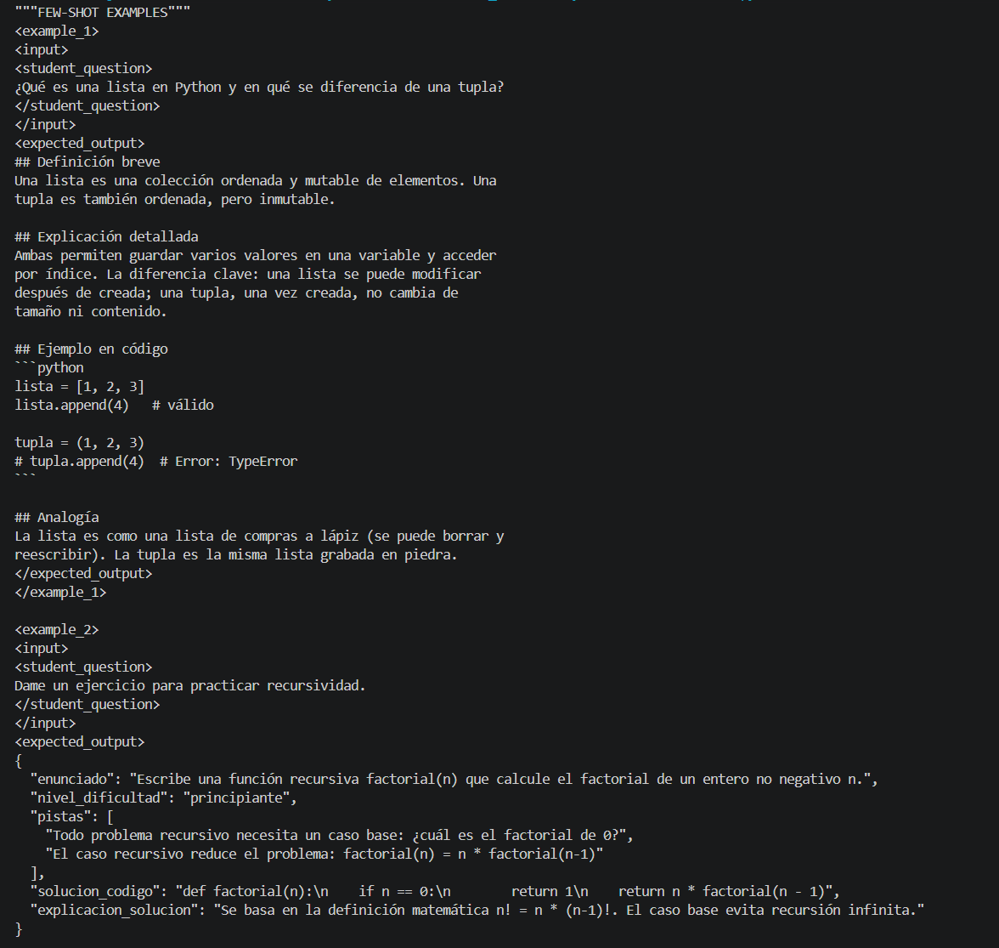 """FEW-SHOT EXAMPLES"""
<example_1>
<input>
<student_question>
¿Qué es una lista en Python y en qué se diferencia de una tupla?
</student_question>
</input>
<expected_output>
## Definición breve
Una lista es una colección ordenada y mutable de elementos. Una
tupla es también ordenada, pero inmutable.

## Explicación detallada
Ambas permiten guardar varios valores en una variable y acceder
por índice. La diferencia clave: una lista se puede modificar
después de creada; una tupla, una vez creada, no cambia de
tamaño ni contenido.

## Ejemplo en código
```python
lista = [1, 2, 3]
lista.append(4)   # válido

tupla = (1, 2, 3)
# tupla.append(4)  # Error: TypeError
```

## Analogía
La lista es como una lista de compras a lápiz (se puede borrar y
reescribir). La tupla es la misma lista grabada en piedra.
</expected_output>
</example_1>

<example_2>
<input>
<student_question>
Dame un ejercicio para practicar recursividad.
</student_question>
</input>
<expected_output>
{
  "enunciado": "Escribe una función recursiva factorial(n) que calcule el factorial de un entero no negativo n.",
  "nivel_dificultad": "principiante",
  "pistas": [
    "Todo problema recursivo necesita un caso base: ¿cuál es el factorial de 0?",
    "El caso recursivo reduce el problema: factorial(n) = n * factorial(n-1)"
  ],
  "solucion_codigo": "def factorial(n):\n    if n == 0:\n        return 1\n    return n * factorial(n - 1)",
  "explicacion_solucion": "Se basa en la definición matemática n! = n * (n-1)!. El caso base evita recursión infinita."
}